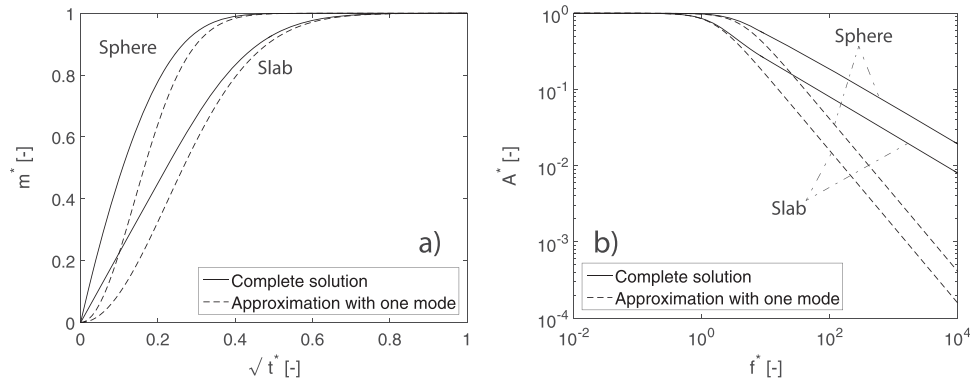 1
0.8
0.6
0.4
0.2
0
m* [-]
Sphere
Slab
a)
Complete solution
Approximation with one mode
0
0.2
0.4
0.6
0.8
1
√ t* [-]
10^0
10^-1
10^-2
10^-3
10^-4
A* [-]
Sphere
Slab
b)
Complete solution
Approximation with one mode
10^-2
10^0
10^2
10^4
f* [-]